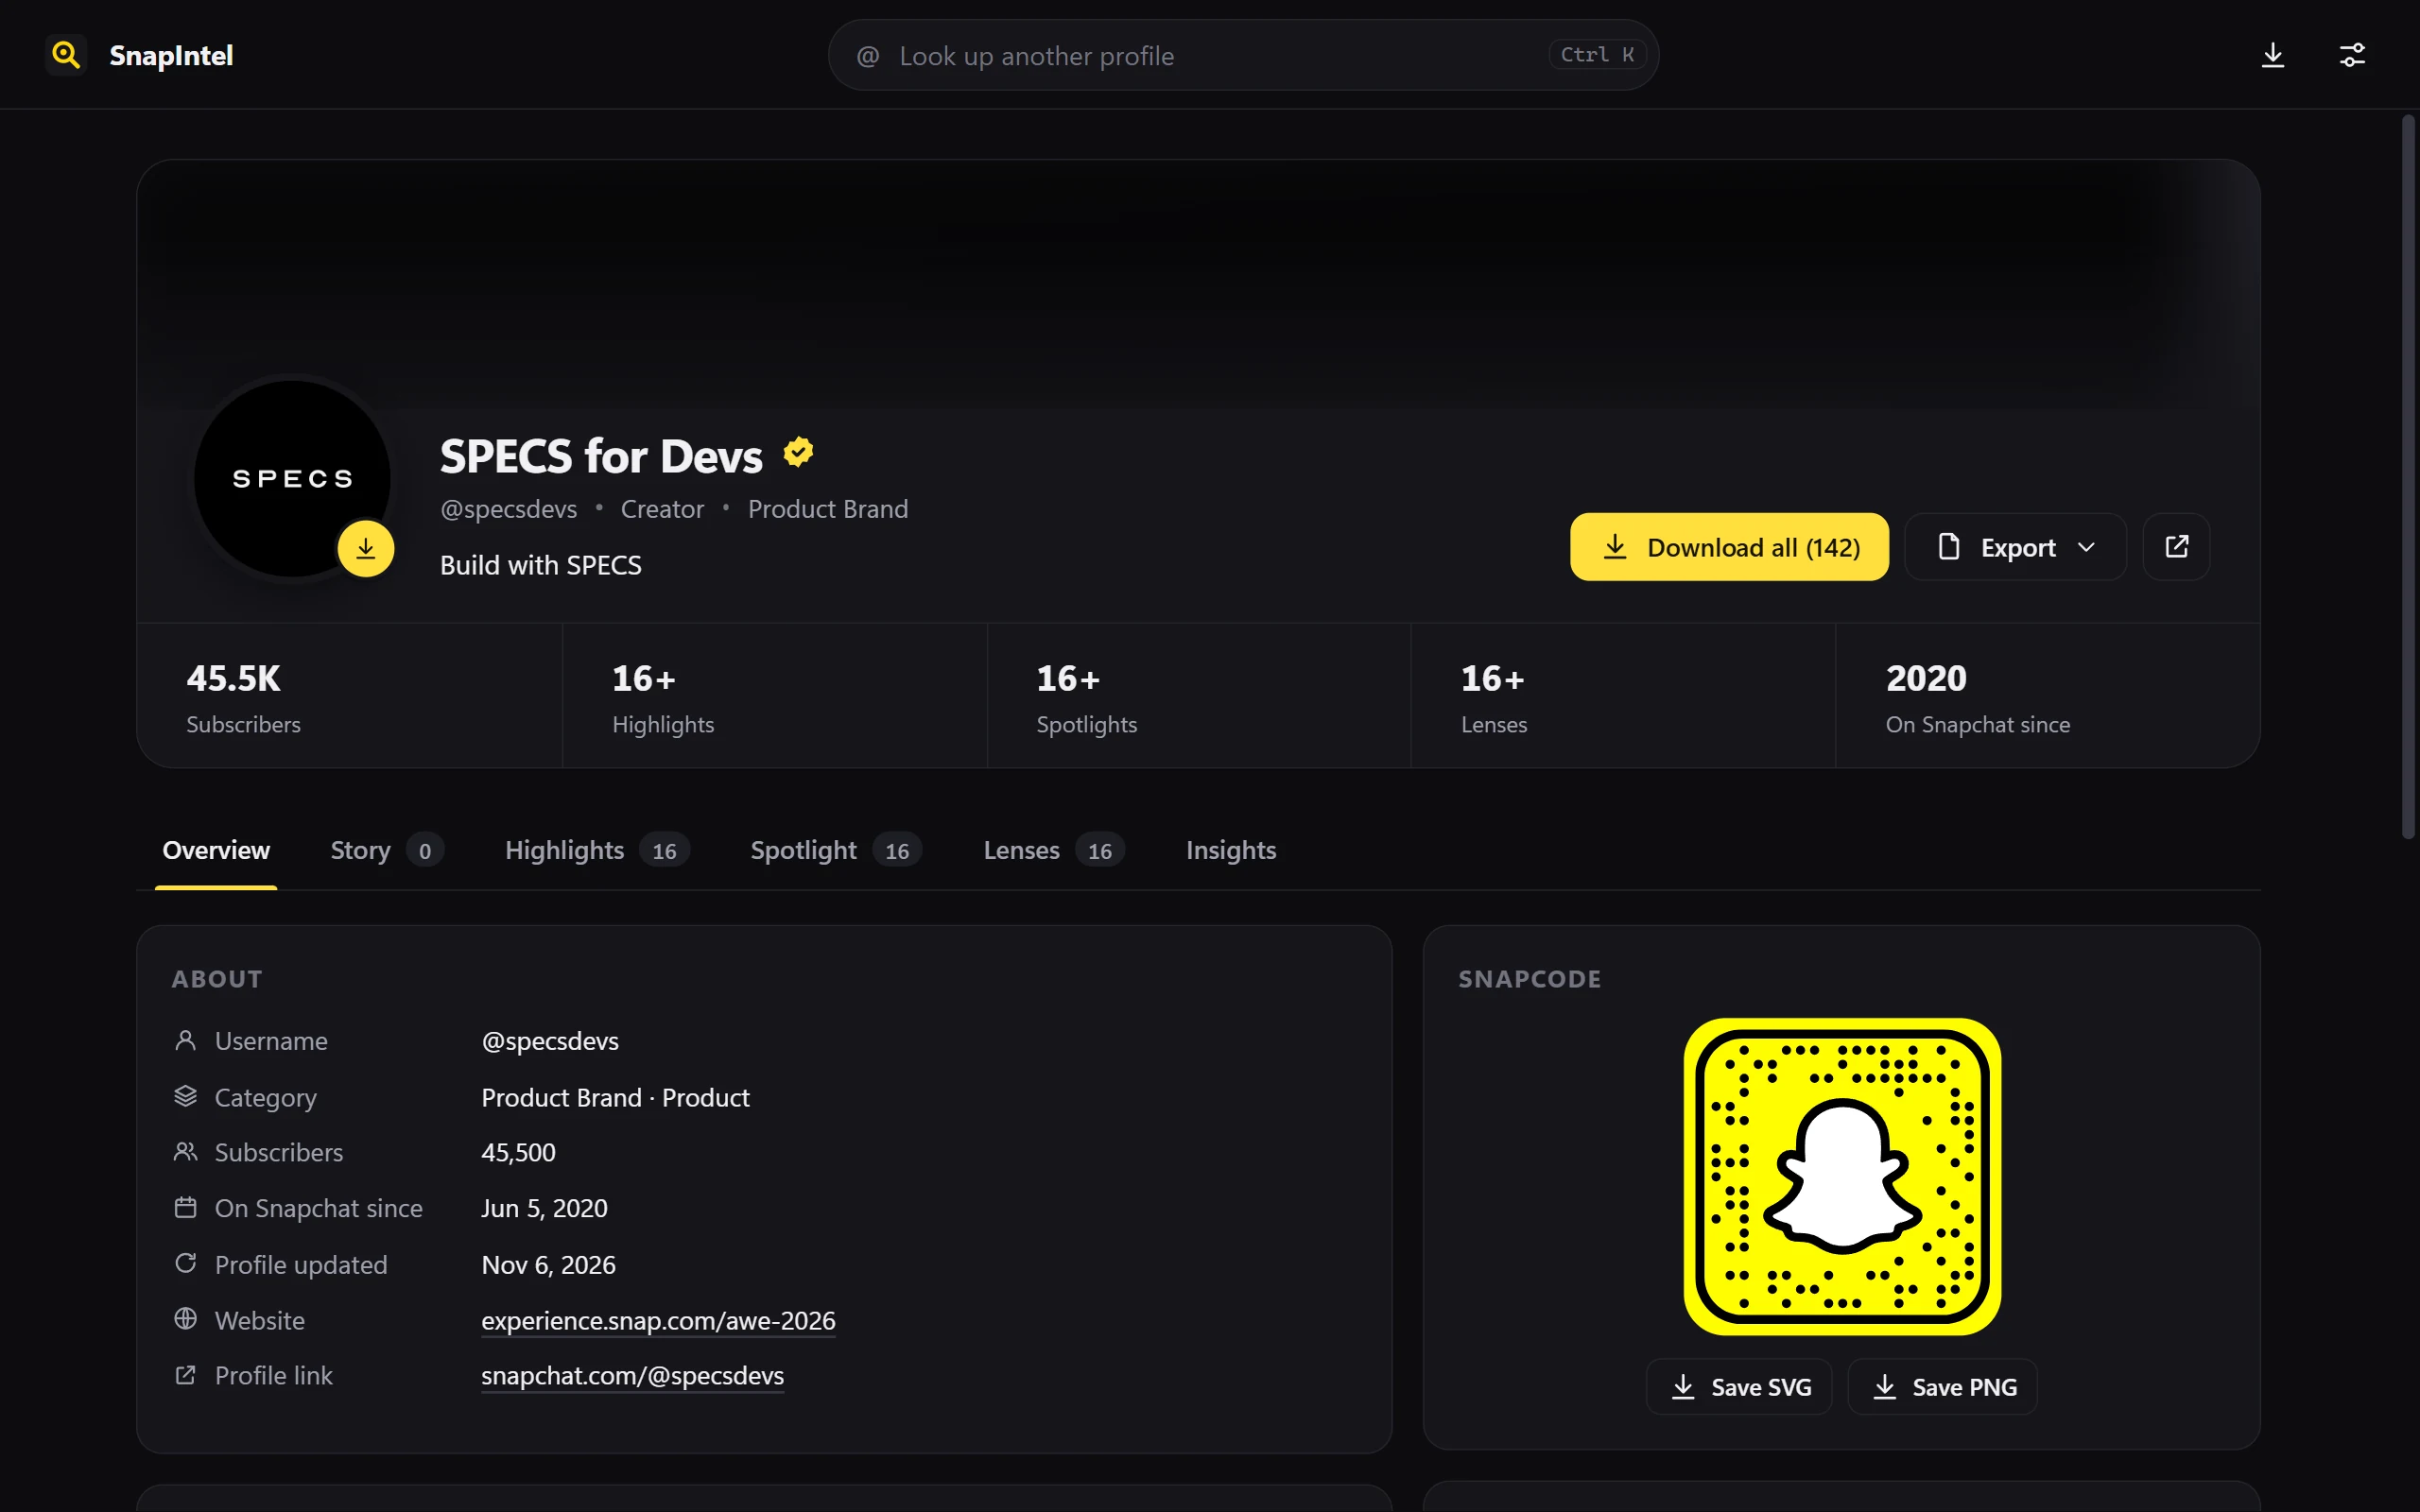 SnapIntel
@ Look up another profile
Ctrl K
SPECS
SPECS for Devs
@specsdevs • Creator • Product Brand
Build with SPECS
Download all (142)
Export
45.5K
Subscribers
16+
Highlights
16+
Spotlights
16+
Lenses
2020
On Snapchat since
Overview
Story 0
Highlights 16
Spotlight 16
Lenses 16
Insights
ABOUT
Username @specsdevs
Category Product Brand · Product
Subscribers 45,500
On Snapchat since Jun 5, 2020
Profile updated Nov 6, 2026
Website experience.snap.com/awe-2026
Profile link snapchat.com/@specsdevs
SNAPCODE
Save SVG
Save PNG